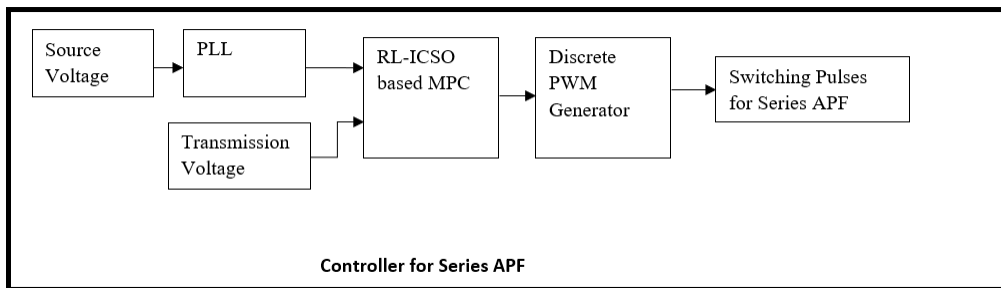 Source
Voltage
PLL
RL-ICSO
based MPC
Discrete
PWM
Generator
Switching Pulses
for Series APF
Transmission
Voltage
Controller for Series APF